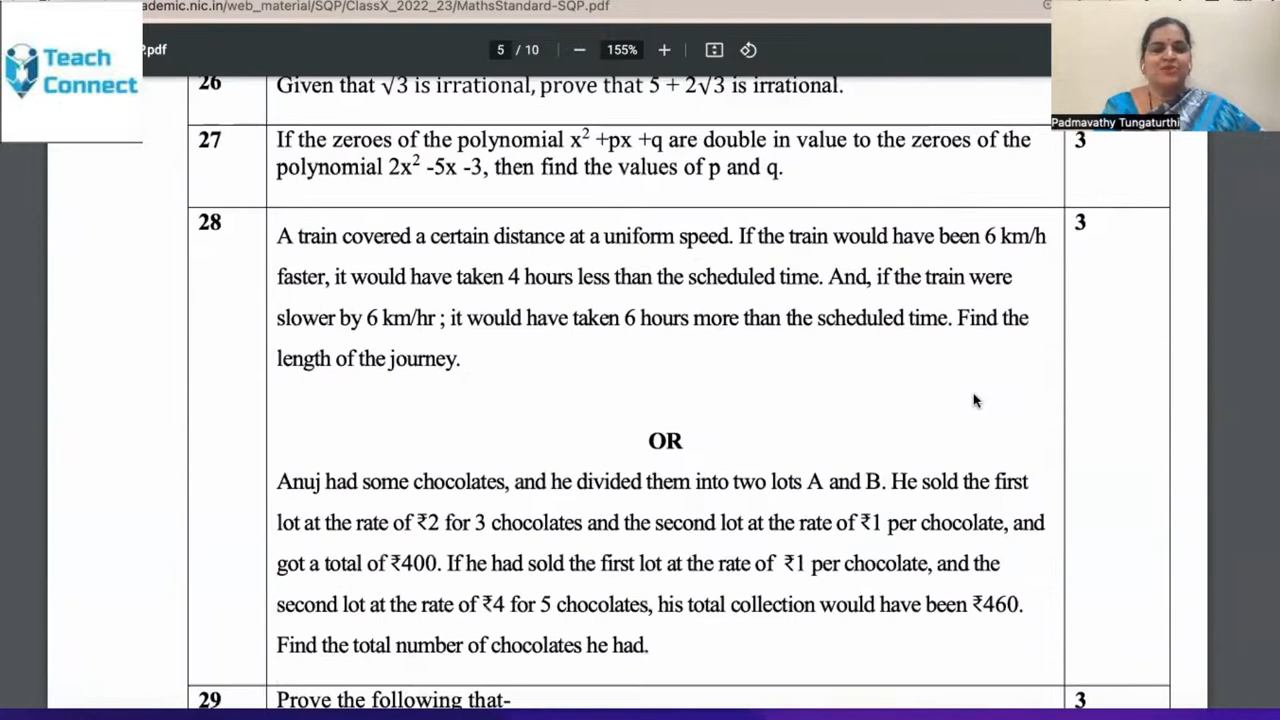 ademic.nic.in/web_material/SQP/ClassX_2022_23/MathsStandard-SQP.pdf
Teach
Connect
.pdf
5 / 10
155%
Padmavathy Tungaturthi
26 Given that √3 is irrational, prove that 5 + 2√3 is irrational.
27 If the zeroes of the polynomial x² +px +q are double in value to the zeroes of the 3
polynomial 2x² -5x -3, then find the values of p and q.
28 3
A train covered a certain distance at a uniform speed. If the train would have been 6 km/h
faster, it would have taken 4 hours less than the scheduled time. And, if the train were
slower by 6 km/hr ; it would have taken 6 hours more than the scheduled time. Find the
length of the journey.
OR
Anuj had some chocolates, and he divided them into two lots A and B. He sold the first
lot at the rate of ₹2 for 3 chocolates and the second lot at the rate of ₹1 per chocolate, and
got a total of ₹400. If he had sold the first lot at the rate of ₹1 per chocolate, and the
second lot at the rate of ₹4 for 5 chocolates, his total collection would have been ₹460.
Find the total number of chocolates he had.
29 Prove the following that- 3